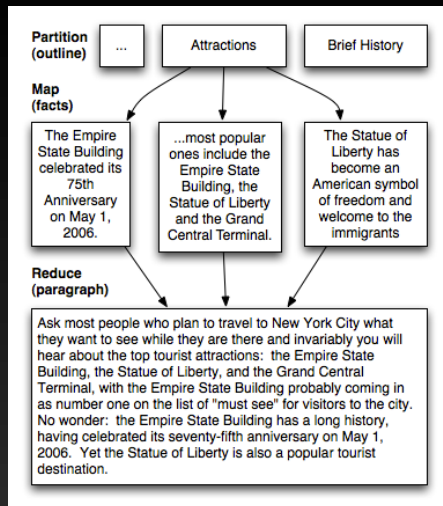 Partition
(outline)
...
Attractions
Brief History
Map
(facts)
The Empire
State Building
celebrated its
75th
Anniversary
on May 1,
2006.
...most popular
ones include the
Empire State
Building, the
Statue of Liberty
and the Grand
Central Terminal.
The Statue of
Liberty has
become an
American symbol
of freedom and
welcome to the
immigrants
Reduce
(paragraph)
Ask most people who plan to travel to New York City what
they want to see while they are there and invariably you will
hear about the top tourist attractions:  the Empire State
Building, the Statue of Liberty, and the Grand Central
Terminal, with the Empire State Building probably coming in
as number one on the list of "must see" for visitors to the city.
No wonder:  the Empire State Building has a long history,
having celebrated its seventy-fifth anniversary on May 1,
2006.  Yet the Statue of Liberty is also a popular tourist
destination.